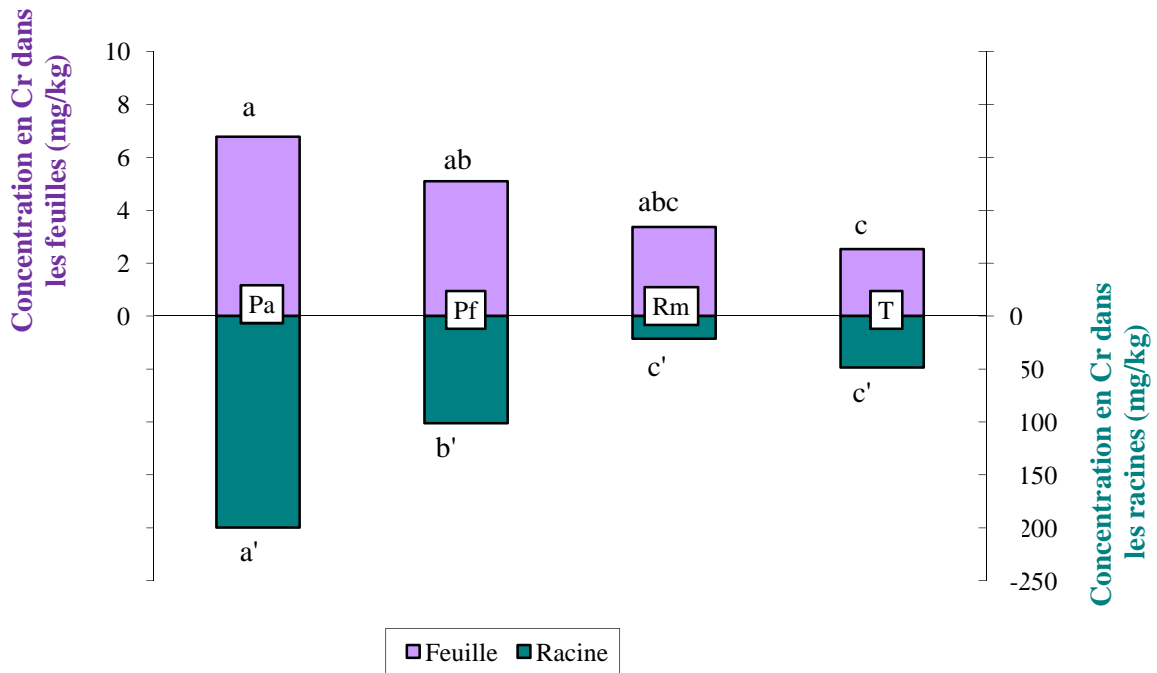 Concentration en Cr dans
les feuilles (mg/kg)
10
8
6
4
2
0
a
ab
abc
c
Pa
Pf
Rm
T
a'
b'
c'
c'
0
50
100
150
200
-250
Concentration en Cr dans
les racines (mg/kg)
Feuille Racine